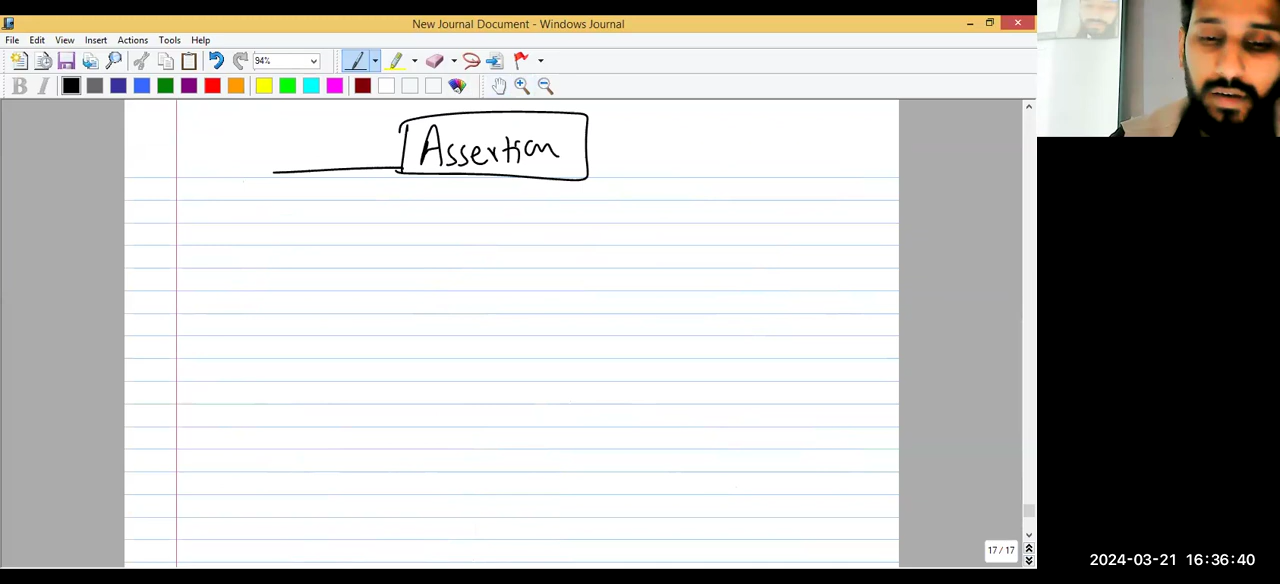 New Journal Document - Windows Journal
File Edit View Insert Actions Tools Help
94%
B I
Assertion
17 / 17
2024-03-21 16:36:40